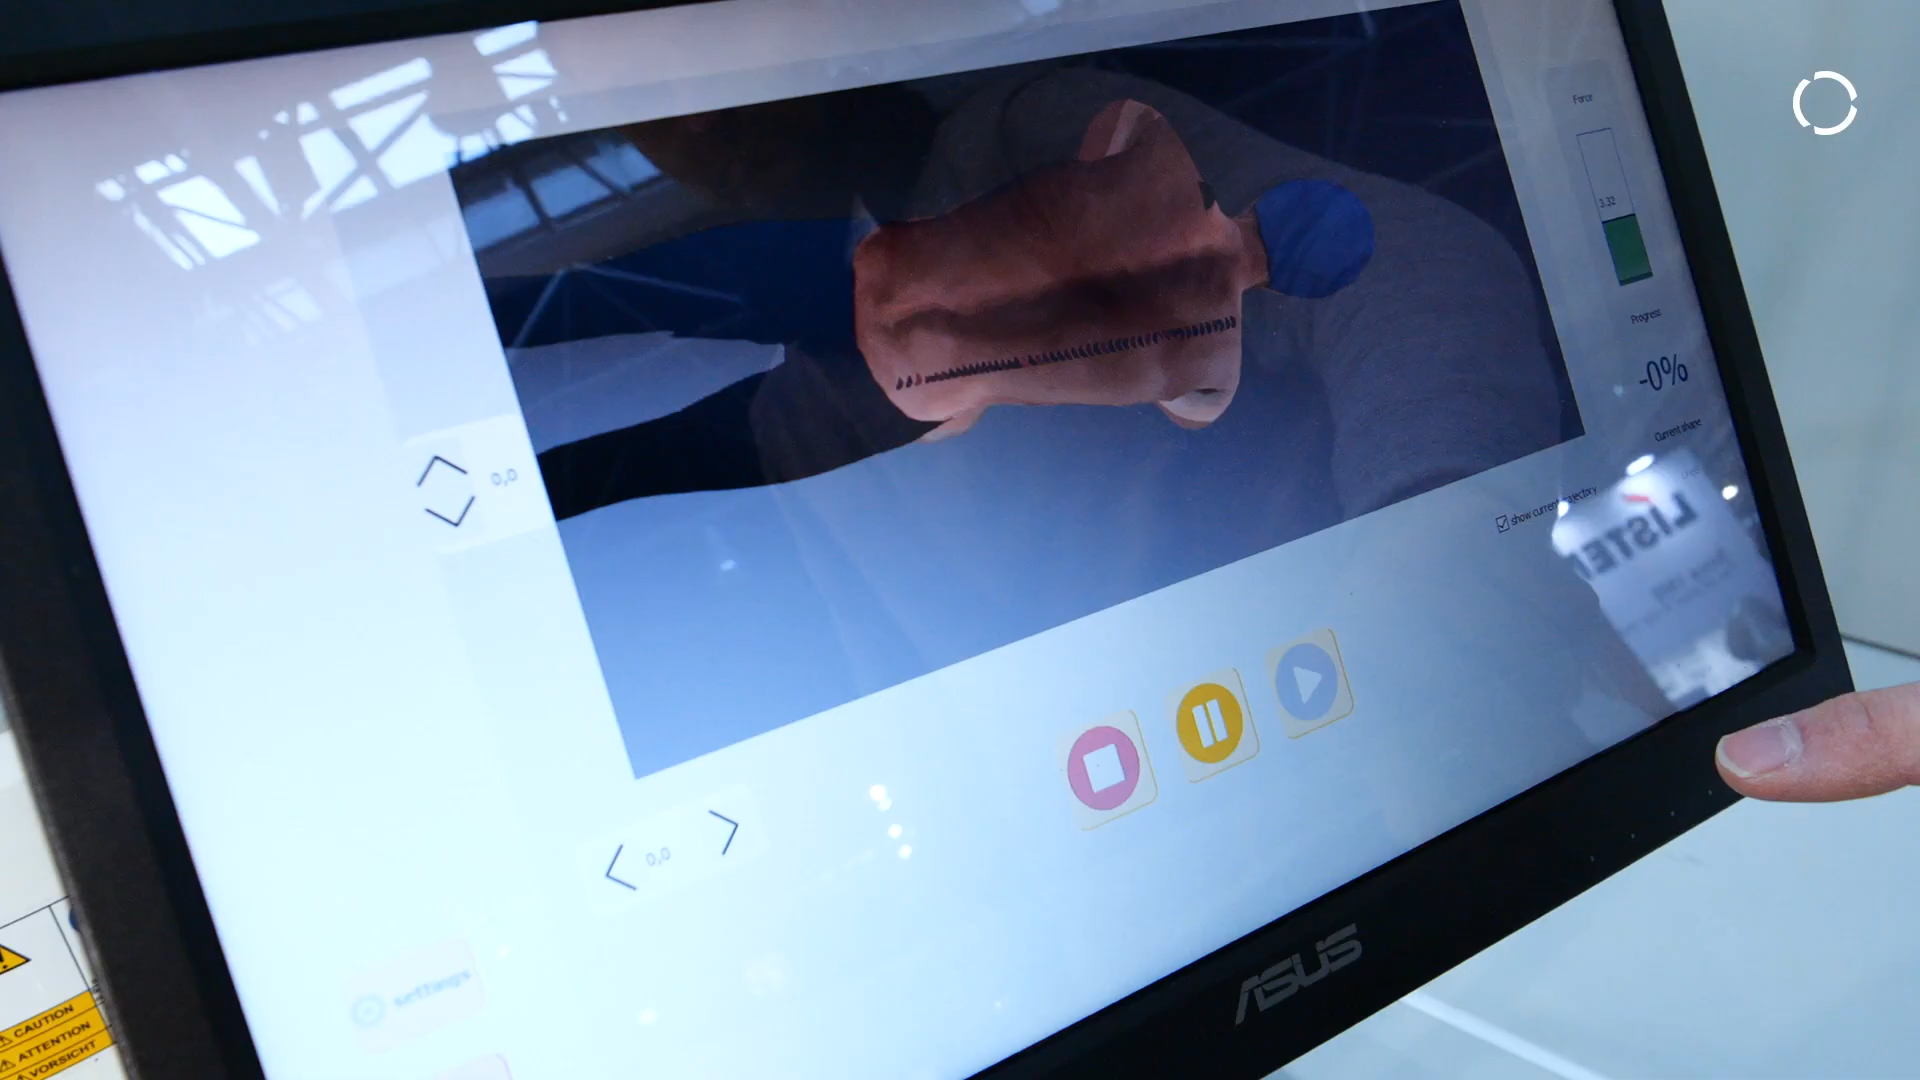 Force
3.32
Progress
-0%
Current shape
show current trajectory
LISTEN
0,0
0,0
settings
ASUS
CAUTION
ATTENTION
VORSICHT